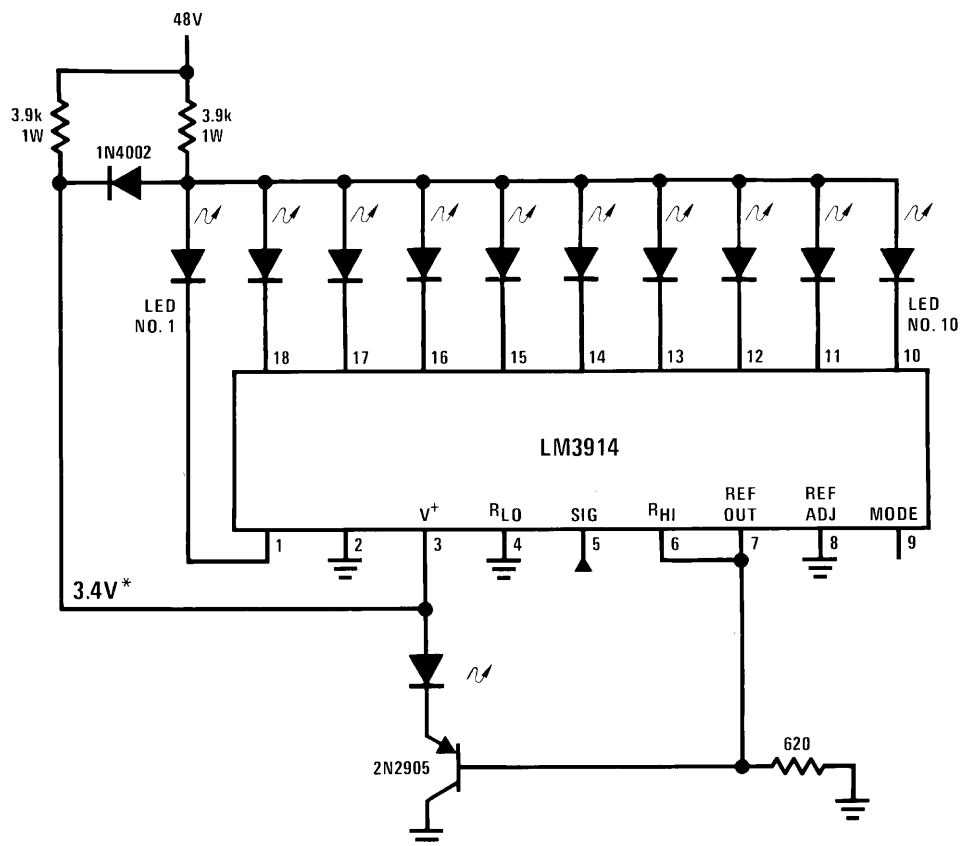 48V
3.9k
1W
3.9k
1W
1N4002
LED
NO. 1
LED
NO. 10
18
17
16
15
14
13
12
11
10
LM3914
V+
RLO
SIG
RHI
REF
OUT
REF
ADJ
MODE
1
2
3
4
5
6
7
8
9
3.4V*
2N2905
620